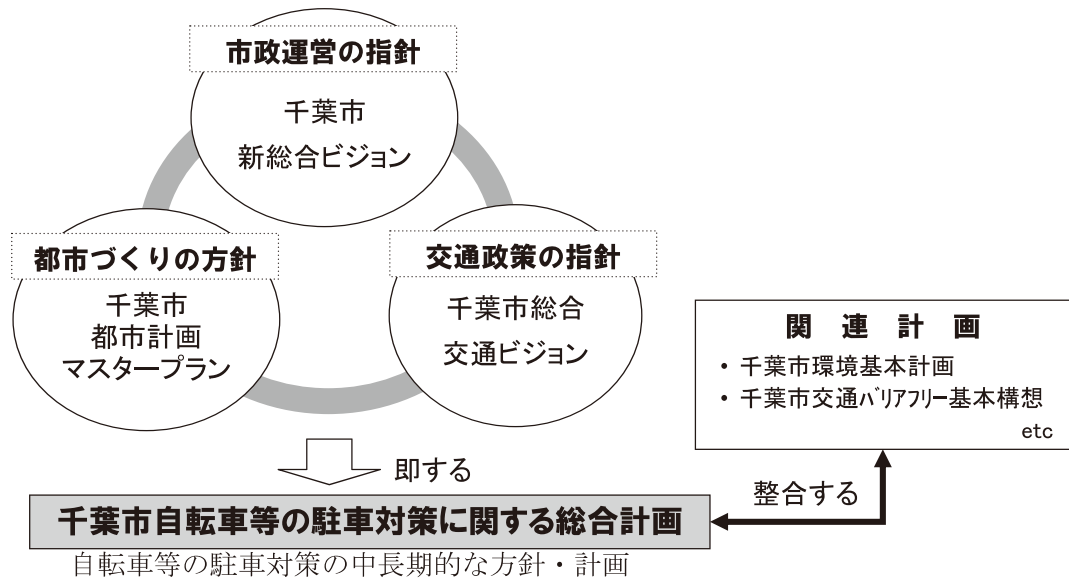 市政運営の指針
千葉市
新総合ビジョン
都市づくりの方針
千葉市
都市計画
マスタープラン
交通政策の指針
千葉市総合
交通ビジョン
関連計画
・千葉市環境基本計画
・千葉市交通ﾊﾞﾘｱﾌﾘｰ基本構想
etc
即する
整合する
千葉市自転車等の駐車対策に関する総合計画
自転車等の駐車対策の中長期的な方針・計画